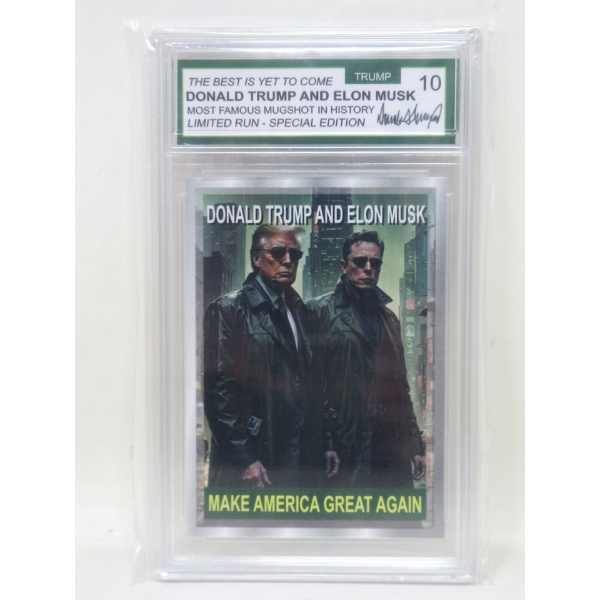 THE BEST IS YET TO COME
TRUMP
10
DONALD TRUMP AND ELON MUSK
MOST FAMOUS MUGSHOT IN HISTORY
LIMITED RUN - SPECIAL EDITION
DONALD TRUMP AND ELON MUSK
MAKE AMERICA GREAT AGAIN